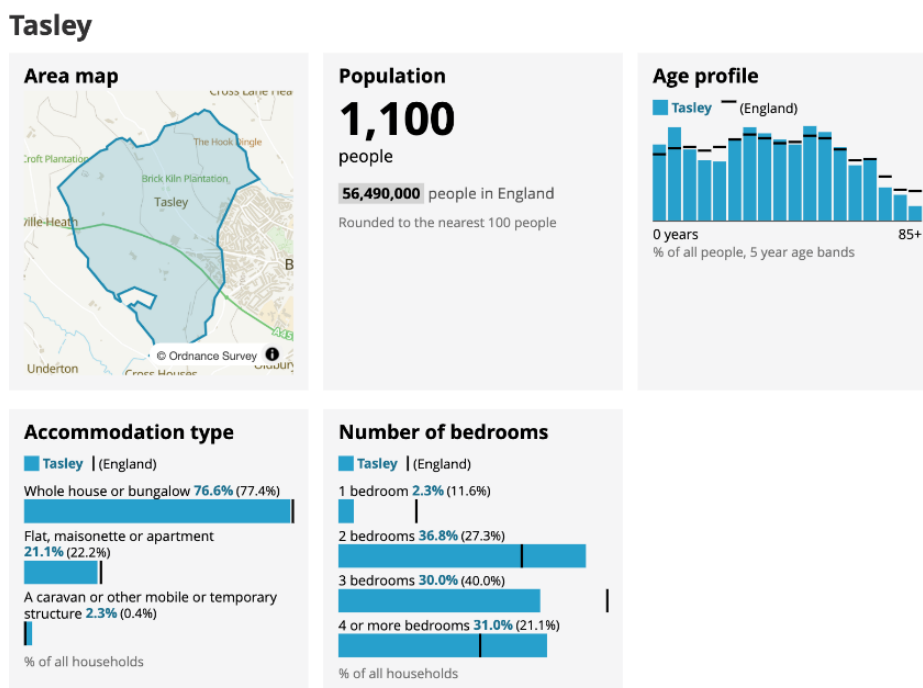 Tasley
Area map
Cross Lane Hea
The Hook Dingle
Croft Plantation
Brick Kiln Plantation
Tasley
ville-Heath
B
A45
© Ordnance Survey
Underton
Cross Houses
Oldbury
Population
1,100
people
56,490,000 people in England
Rounded to the nearest 100 people
Age profile
Tasley (England)
0 years 85+
% of all people, 5 year age bands
Accommodation type
Tasley (England)
Whole house or bungalow 76.6% (77.4%)
Flat, maisonette or apartment
21.1% (22.2%)
A caravan or other mobile or temporary
structure 2.3% (0.4%)
% of all households
Number of bedrooms
Tasley (England)
1 bedroom 2.3% (11.6%)
2 bedrooms 36.8% (27.3%)
3 bedrooms 30.0% (40.0%)
4 or more bedrooms 31.0% (21.1%)
% of all households